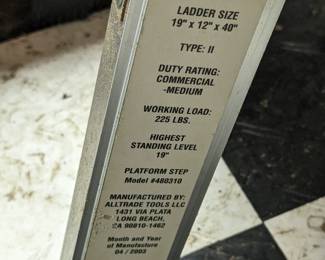 LADDER SIZE
19" x 12" x 40"
TYPE: II
DUTY RATING:
COMMERCIAL
-MEDIUM
WORKING LOAD:
225 LBS.
HIGHEST
STANDING LEVEL
19"
PLATFORM STEP
Model #480310
MANUFACTURED BY:
ALLTRADE TOOLS LLC
1431 VIA PLATA
LONG BEACH,
CA 90810-1462
Month and Year
of Manufacture
04 / 2003